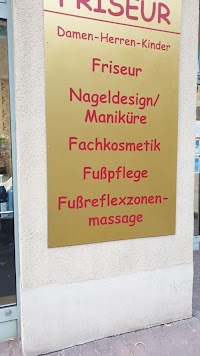 FRISEUR
Damen-Herren-Kinder
Friseur
Nageldesign/
Maniküre
Fachkosmetik
Fußpflege
Fußreflexzonen-
massage